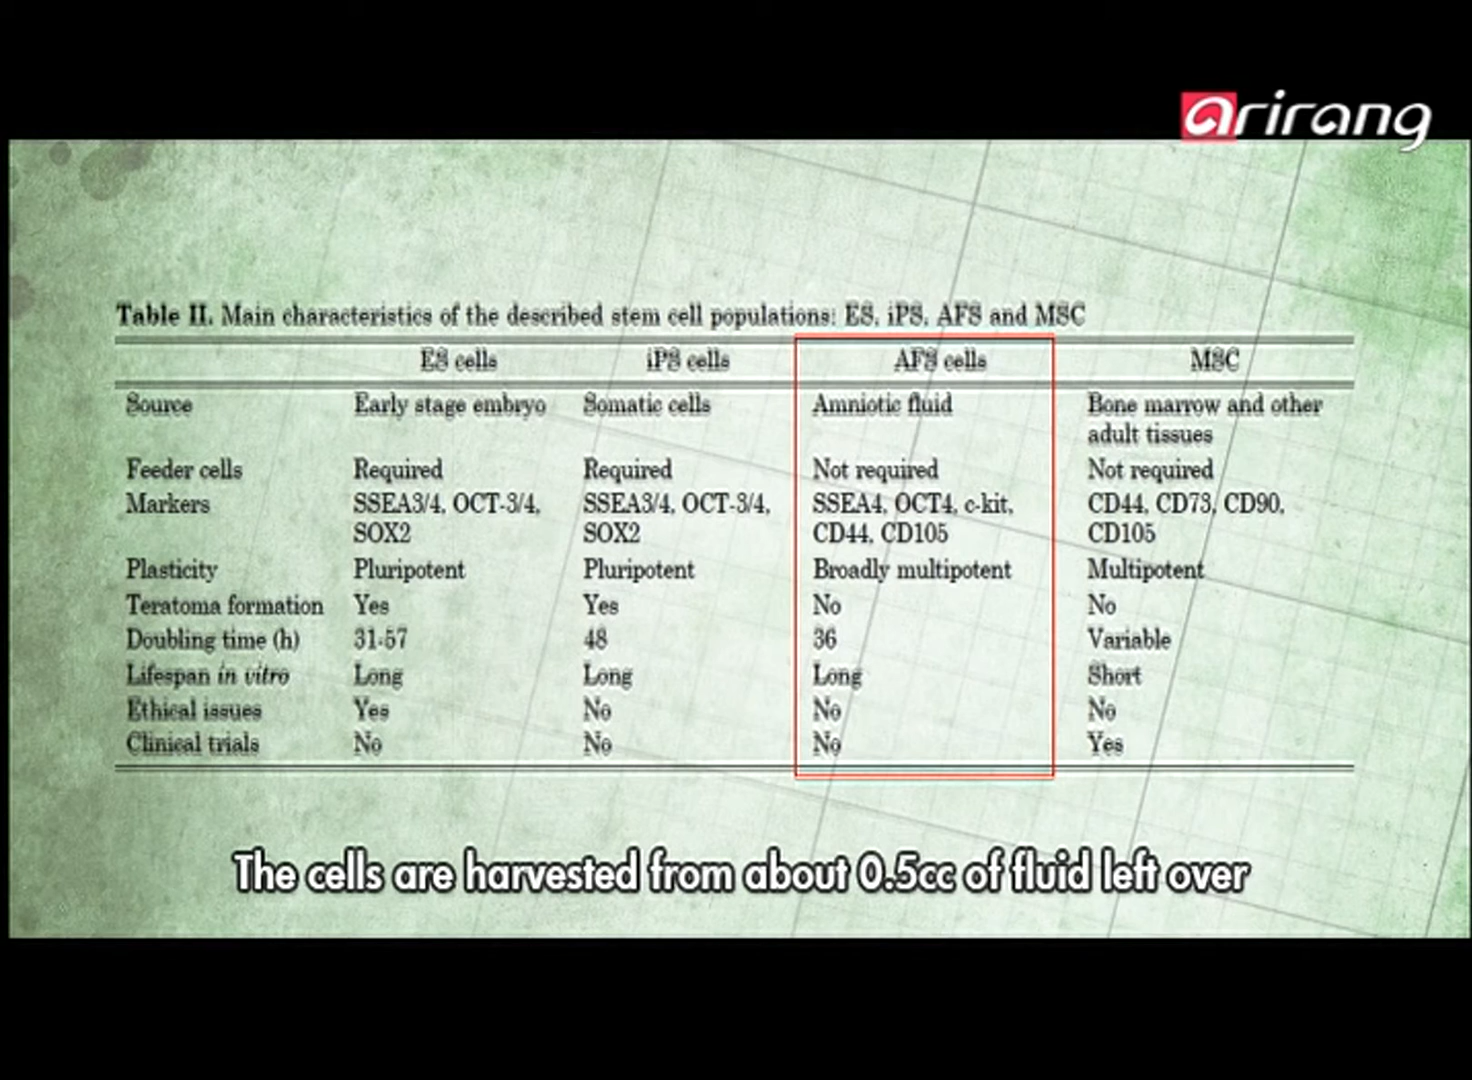 arirang
Table II. Main characteristics of the described stem cell populations: ES, iPS, AFS and MSC
ES cells iPS cells AFS cells MSC
Source Early stage embryo Somatic cells Amniotic fluid Bone marrow and other
adult tissues
Feeder cells Required Required Not required Not required
Markers SSEA3/4, OCT-3/4, SSEA3/4, OCT-3/4, SSEA4, OCT4, c-kit, CD44, CD73, CD90,
SOX2 SOX2 CD44, CD105 CD105
Plasticity Pluripotent Pluripotent Broadly multipotent Multipotent
Teratoma formation Yes Yes No No
Doubling time (h) 31-57 48 36 Variable
Lifespan in vitro Long Long Long Short
Ethical issues Yes No No No
Clinical trials No No No Yes
The cells are harvested from about 0.5cc of fluid left over